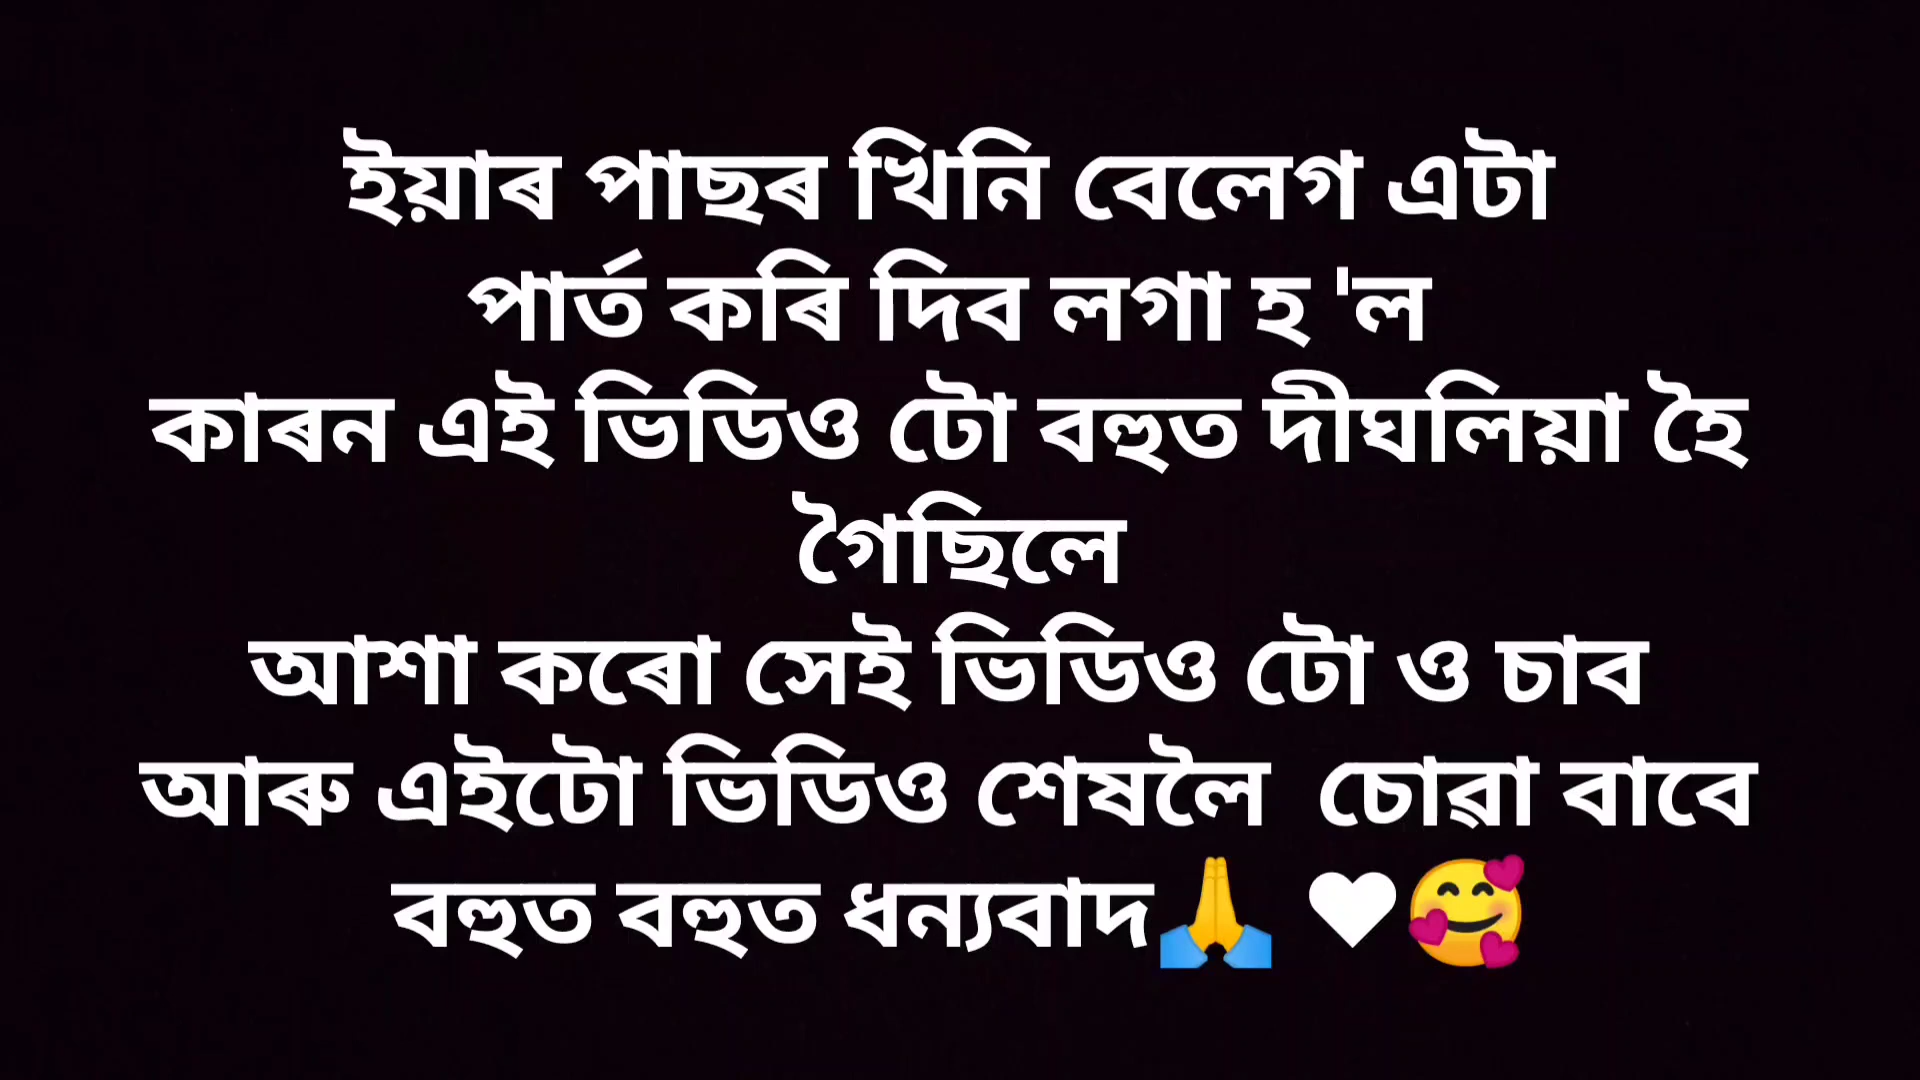 ইয়াৰ পাছৰ খিনি বেলেগ এটা
পাৰ্ত কৰি দিব লগা হ 'ল
কাৰন এই ভিডিও টো বহুত দীঘলিয়া হৈ
গৈছিলে
আশা কৰো সেই ভিডিও টো ও চাব
আৰু এইটো ভিডিও শেষলৈ  চোৱা বাবে
বহুত বহুত ধন্যবাদ🙏 ♥🥰